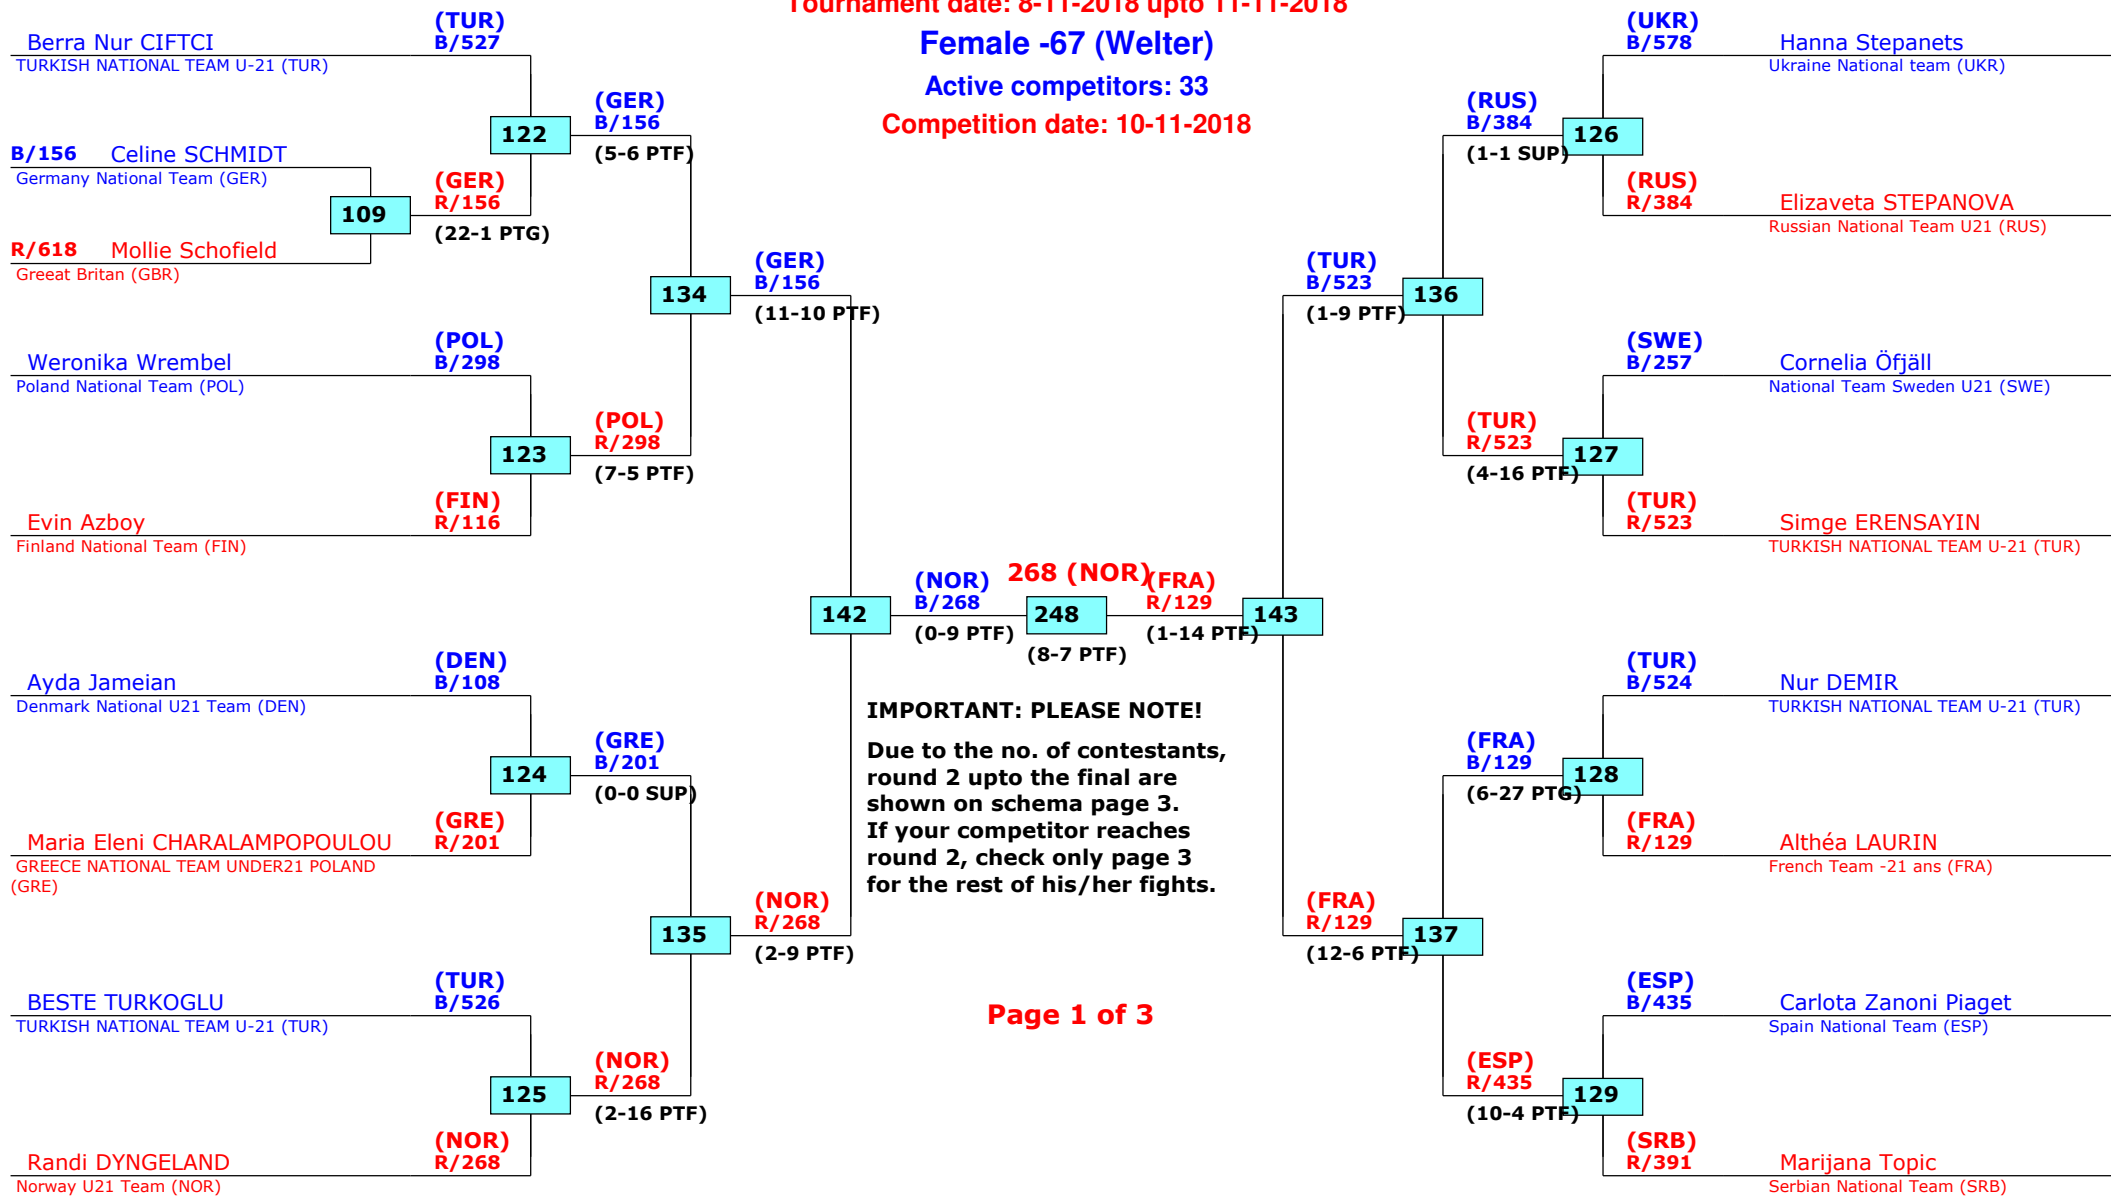 Tournament date: 8-11-2018 upto 11-11-2018
Female -67 (Welter)
Active competitors: 33
Competition date: 10-11-2018
Berra Nur CIFTCI
(TUR)
B/527
TURKISH NATIONAL TEAM U-21 (TUR)
122
(GER)
B/156
(5-6 PTF)
B/156 Celine SCHMIDT
Germany National Team (GER)
109
(GER)
R/156
(22-1 PTG)
R/618 Mollie Schofield
Greeat Britan (GBR)
134
(GER)
B/156
(11-10 PTF)
Weronika Wrembel
(POL)
B/298
Poland National Team (POL)
123
(POL)
R/298
(7-5 PTF)
Evin Azboy
(FIN)
R/116
Finland National Team (FIN)
142
(NOR)
B/268
(0-9 PTF)
268 (NOR)
248
(8-7 PTF)
(FRA)
R/129
(1-14 PTF)
143
Ayda Jameian
(DEN)
B/108
Denmark National U21 Team (DEN)
124
(GRE)
B/201
(0-0 SUP)
Maria Eleni CHARALAMPOPOULOU
(GRE)
R/201
GREECE NATIONAL TEAM UNDER21 POLAND
(GRE)
135
(NOR)
R/268
(2-9 PTF)
BESTE TURKOGLU
(TUR)
B/526
TURKISH NATIONAL TEAM U-21 (TUR)
125
(NOR)
R/268
(2-16 PTF)
Randi DYNGELAND
(NOR)
R/268
Norway U21 Team (NOR)
IMPORTANT: PLEASE NOTE!
Due to the no. of contestants,
round 2 upto the final are
shown on schema page 3.
If your competitor reaches
round 2, check only page 3
for the rest of his/her fights.
Page 1 of 3
(UKR)
B/578
Hanna Stepanets
Ukraine National team (UKR)
(RUS)
B/384
(1-1 SUP)
126
(RUS)
R/384
Elizaveta STEPANOVA
Russian National Team U21 (RUS)
(TUR)
B/523
(1-9 PTF)
136
(SWE)
B/257
Cornelia Öfjäll
National Team Sweden U21 (SWE)
(TUR)
R/523
(4-16 PTF)
127
(TUR)
R/523
Simge ERENSAYIN
TURKISH NATIONAL TEAM U-21 (TUR)
(TUR)
B/524
Nur DEMIR
TURKISH NATIONAL TEAM U-21 (TUR)
(FRA)
B/129
(6-27 PTG)
128
(FRA)
R/129
Althéa LAURIN
French Team -21 ans (FRA)
(FRA)
R/129
(12-6 PTF)
137
(ESP)
B/435
Carlota Zanoni Piaget
Spain National Team (ESP)
(ESP)
R/435
(10-4 PTF)
129
(SRB)
R/391
Marijana Topic
Serbian National Team (SRB)